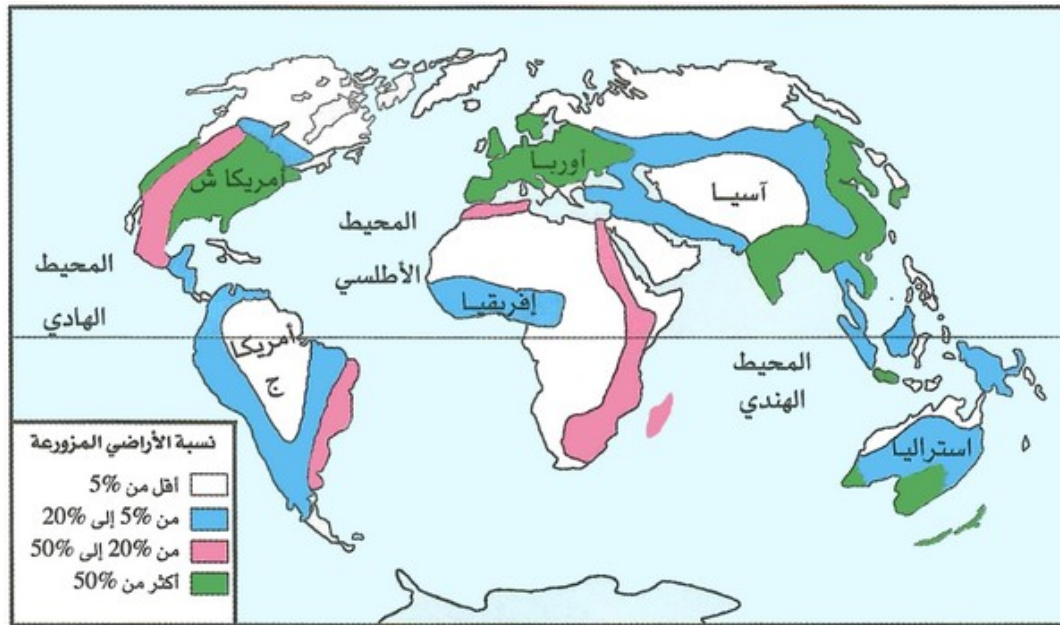 أوربا
آسيا
أمريكا ش
المحيط
الأطلسي
المحيط
الهادي
إفريقيا
أمريكا
ج
المحيط
الهندي
استراليا
نسبة الأراضي المزورعة
أقل من 5%
من 5% إلى 20%
من 20% إلى 50%
أكثر من 50%